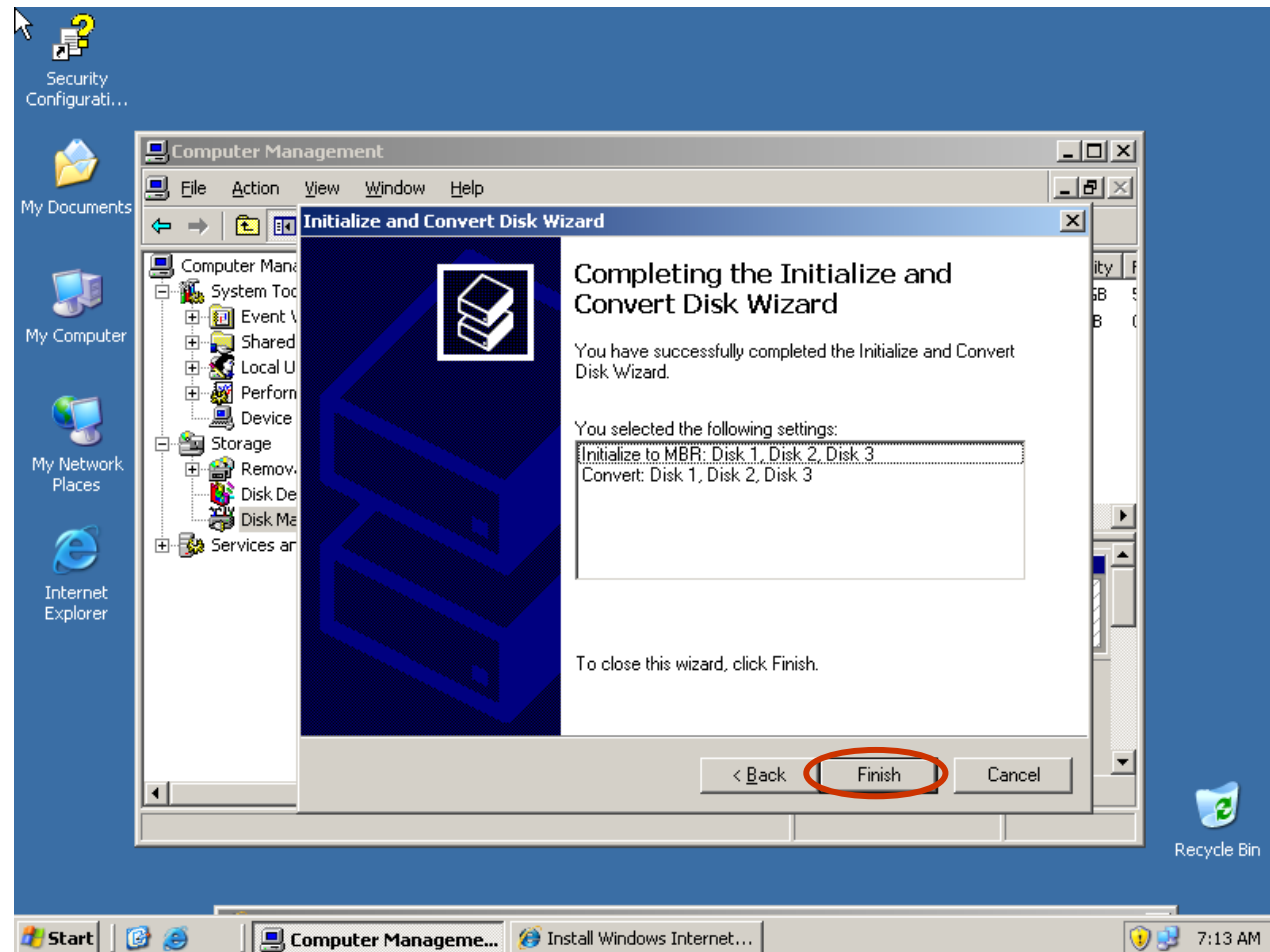 Security
Configurati...
My Documents
My Computer
My Network
Places
Internet
Explorer
Computer Management
File Action View Window Help
Initialize and Convert Disk Wizard
Computer Mana
System Too
Event
Shared
Local U
Perform
Device
Storage
Remov
Disk De
Disk Ma
Services an
Completing the Initialize and
Convert Disk Wizard
You have successfully completed the Initialize and Convert
Disk Wizard.
You selected the following settings:
Initialize to MBR: Disk 1, Disk 2, Disk 3
Convert: Disk 1, Disk 2, Disk 3
To close this wizard, click Finish.
< Back Finish Cancel
ity
GB
B
Recycle Bin
Start Computer Manageme... Install Windows Internet... 7:13 AM